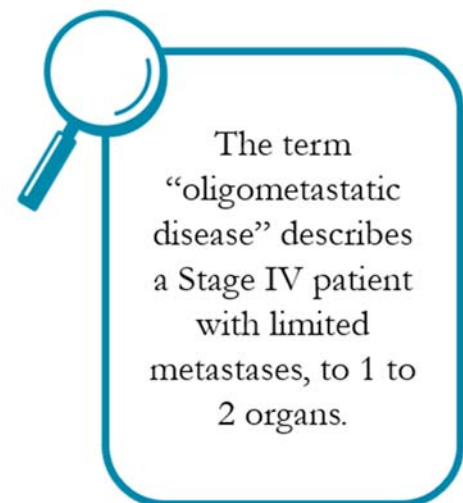 The term
“oligometastatic
disease” describes
a Stage IV patient
with limited
metastases, to 1 to
2 organs.